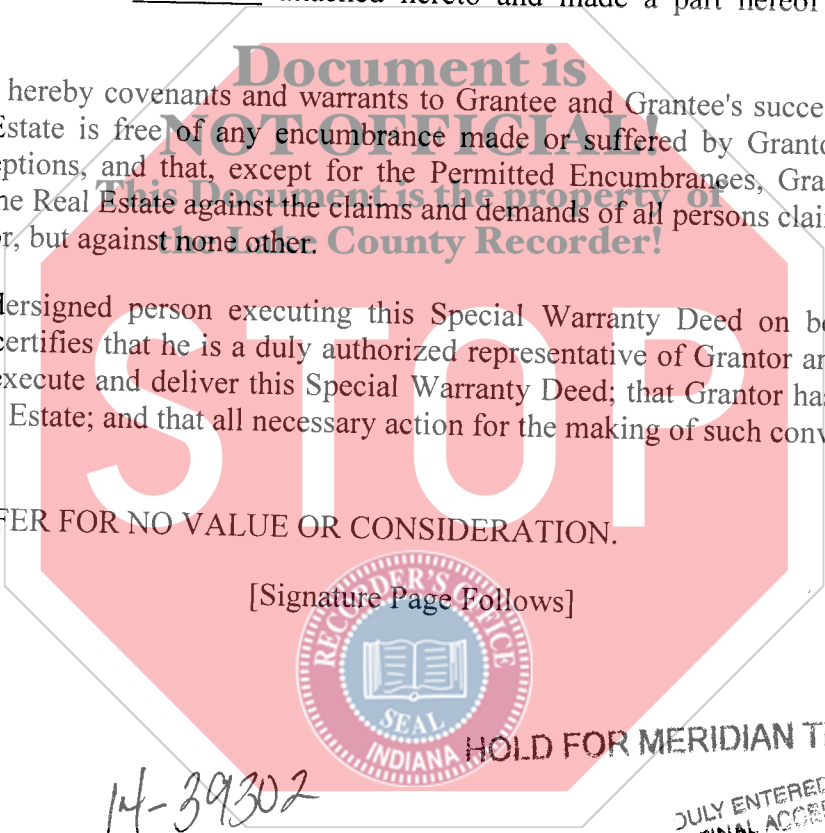 attached hereto and made a part hereof
Document is
hereby covenants and warrants to Grantee and Grantee's succe
Estate is free of any encumbrance made or suffered by Granto
NOT OFFICIAL!
eptions, and that, except for the Permitted Encumbrances, Gra
This Document is the property of
ne Real Estate against the claims and demands of all persons clai
the Lake County Recorder!
or, but against none other.
dersigned person executing this Special Warranty Deed on be
certifies that he is a duly authorized representative of Grantor an
execute and deliver this Special Warranty Deed; that Grantor has
Estate; and that all necessary action for the making of such conv
STOP
FER FOR NO VALUE OR CONSIDERATION.
[Signature Page Follows]
RECORDER'S OFFICE
SEAL
INDIANA
HOLD FOR MERIDIAN T
14-39302
DULY ENTERED